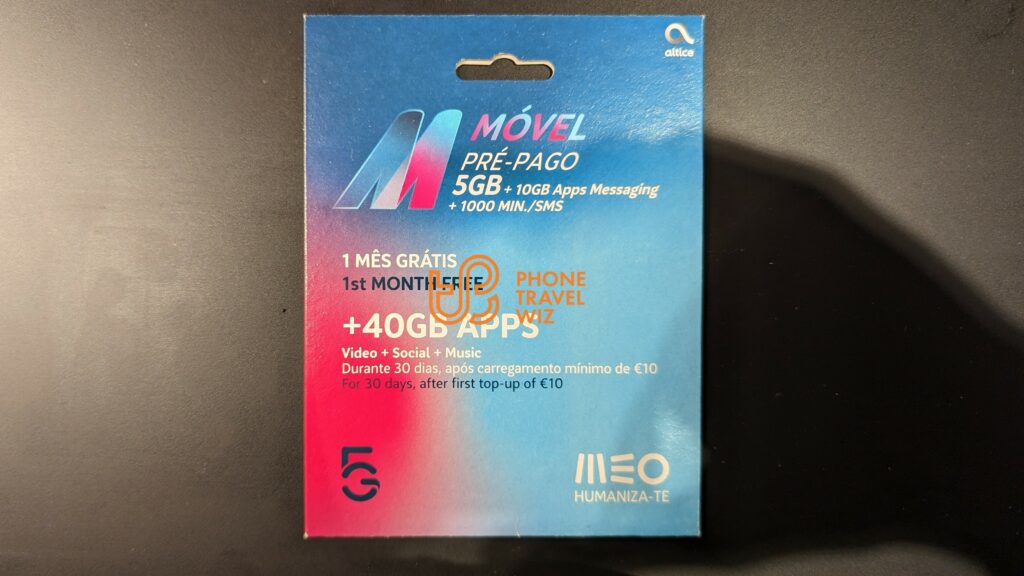 altice
MÓVEL
PRÉ-PAGO
5GB + 10GB Apps Messaging
+ 1000 MIN./SMS
1 MÊS GRÁTIS
1st MONTH FREE
PHONE
TRAVEL
WIZ
+40GB APPS
Video + Social + Music
Durante 30 dias, após carregamento mínimo de €10
For 30 days, after first top-up of €10
5G
MEO
HUMANIZA-TE